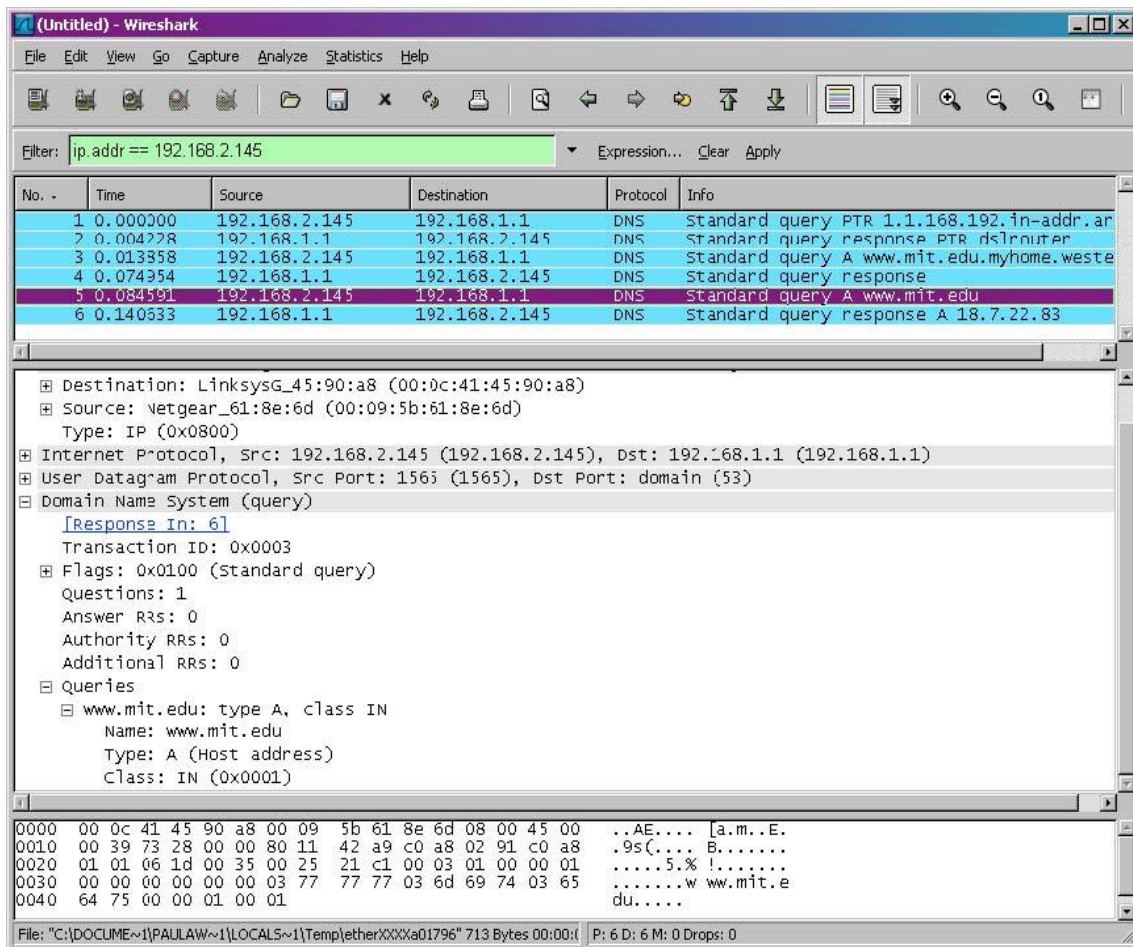 (Untitled) - Wireshark
File Edit View Go Capture Analyze Statistics Help
Filter: ip.addr == 192.168.2.145 Expression... Clear Apply
No. Time Source Destination Protocol Info
1 0.000000 192.168.2.145 192.168.1.1 DNS Standard query PTR 1.1.168.192.in-addr.ar
2 0.004228 192.168.1.1 192.168.2.145 DNS Standard query response PTR dslrouter
3 0.013858 192.168.2.145 192.168.1.1 DNS Standard query A www.mit.edu.myhome.weste
4 0.074954 192.168.1.1 192.168.2.145 DNS Standard query response
5 0.084591 192.168.2.145 192.168.1.1 DNS Standard query A www.mit.edu
6 0.140633 192.168.1.1 192.168.2.145 DNS Standard query response A 18.7.22.83
Destination: LinksysG_45:90:a8 (00:0c:41:45:90:a8)
Source: Netgear_61:8e:6d (00:09:5b:61:8e:6d)
Type: IP (0x0800)
Internet Protocol, Src: 192.168.2.145 (192.168.2.145), Dst: 192.168.1.1 (192.168.1.1)
User Datagram Protocol, Src Port: 1565 (1565), Dst Port: domain (53)
Domain Name System (query)
[Response In: 6]
Transaction ID: 0x0003
Flags: 0x0100 (Standard query)
Questions: 1
Answer RRs: 0
Authority RRs: 0
Additional RRs: 0
Queries
www.mit.edu: type A, class IN
Name: www.mit.edu
Type: A (Host address)
Class: IN (0x0001)
0000 00 0c 41 45 90 a8 00 09 5b 61 8e 6d 08 00 45 00 ..AE.... [a.m..E.
0010 00 39 73 28 00 00 80 11 42 a9 c0 a8 02 91 c0 a8 .9s(.... B.......
0020 01 01 06 1d 00 35 00 25 21 c1 00 03 01 00 00 01 .....5.% !.......
0030 00 00 00 00 00 00 03 77 77 77 03 6d 69 74 03 65 .......w ww.mit.e
0040 64 75 00 00 01 00 01 du.....
File: "C:\DOCUME~1\PAULAW~1\LOCALS~1\Temp\etherXXXXa01796" 713 Bytes 00:00:( P: 6 D: 6 M: 0 Drops: 0